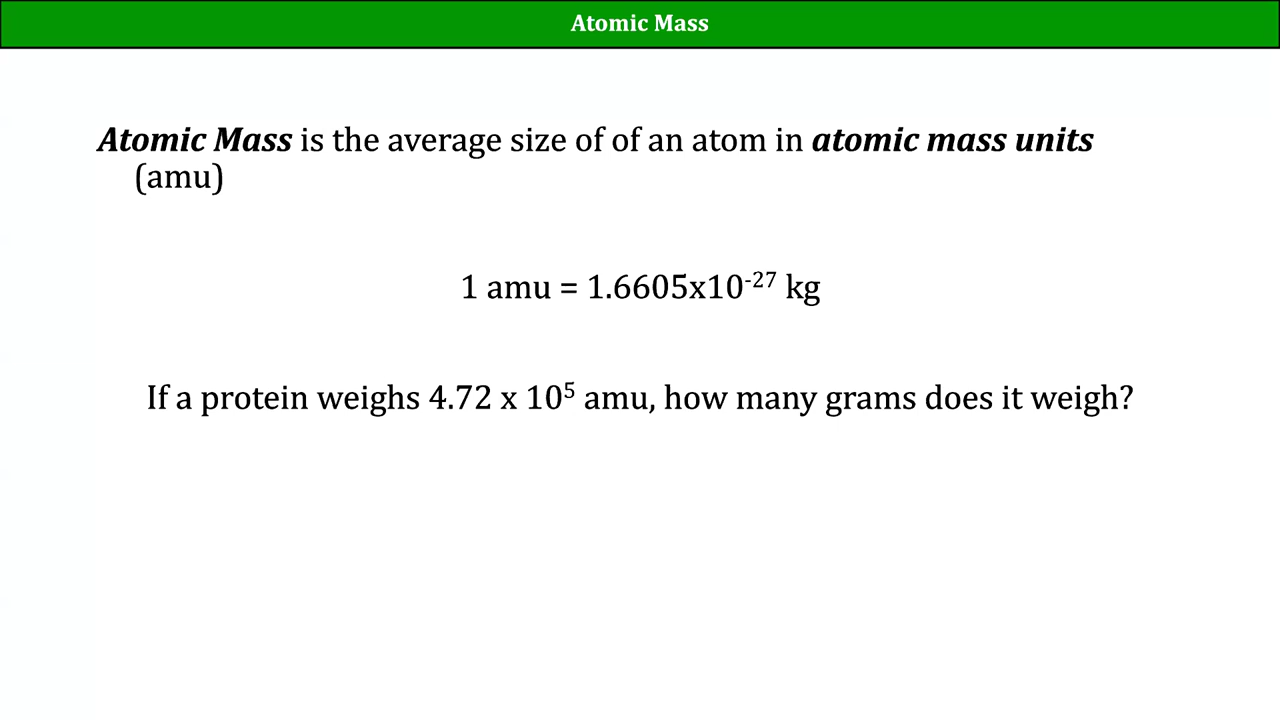 Atomic Mass
Atomic Mass is the average size of of an atom in atomic mass units
(amu)
1 amu = 1.6605x10⁻²⁷ kg
If a protein weighs 4.72 x 10⁵ amu, how many grams does it weigh?